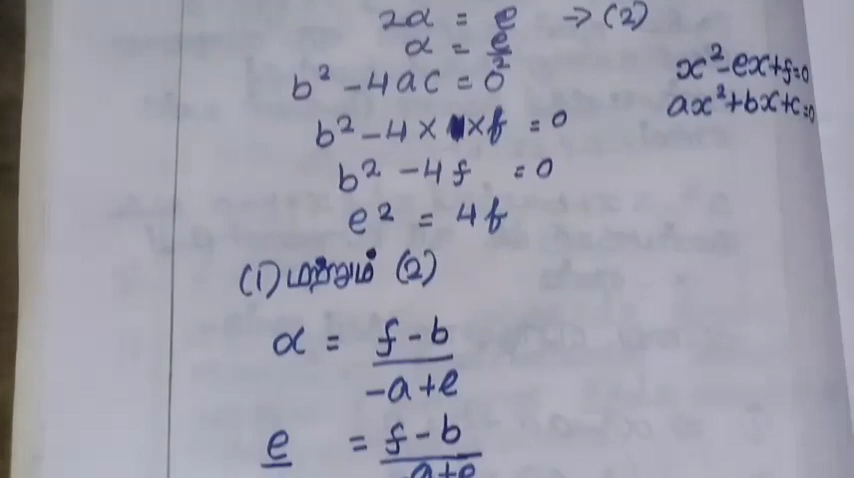 2α = e → (2)
α = e/2
b² - 4ac = 0
x² - ex + f = 0
ax² + bx + c = 0
b² - 4 × 1 × f = 0
b² - 4f = 0
e² = 4f
(1) மற்றும் (2)
α = f - b / -a + e
e = f - b / -a + e